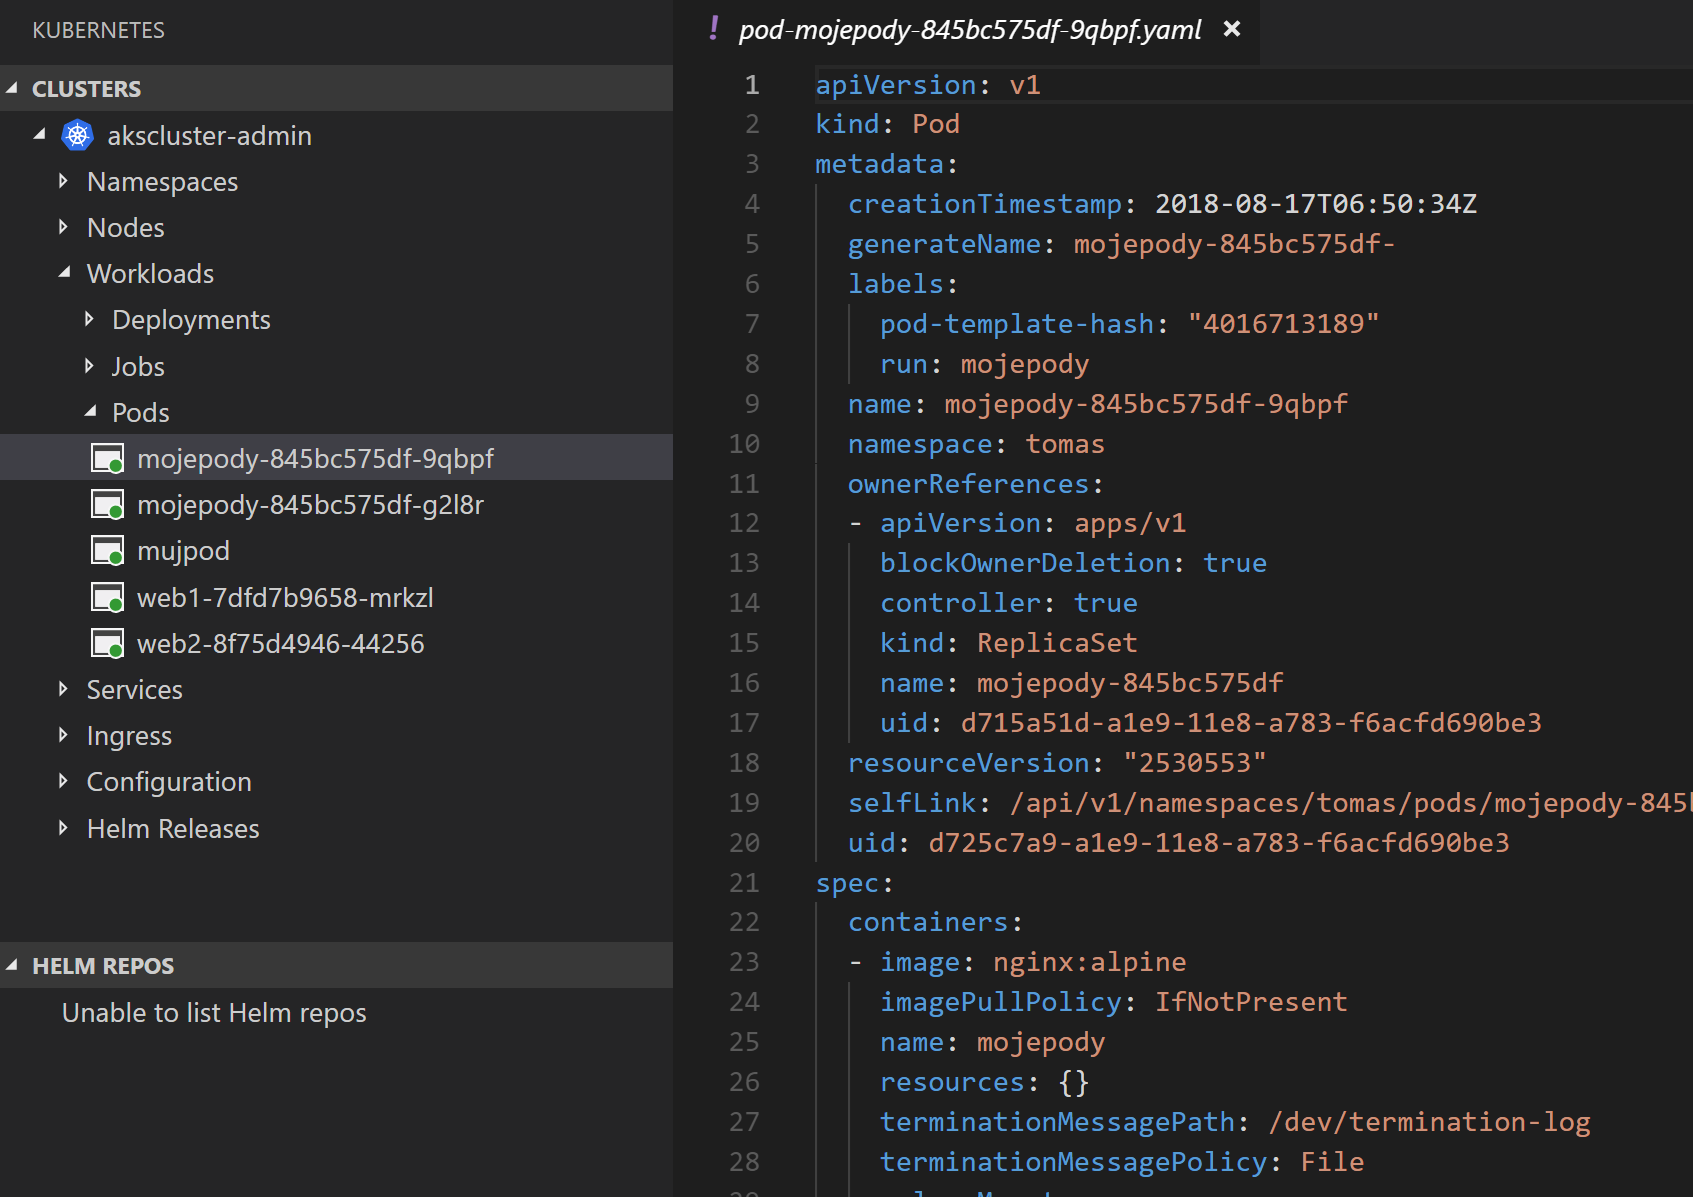 KUBERNETES
CLUSTERS
akscluster-admin
Namespaces
Nodes
Workloads
Deployments
Jobs
Pods
mojepody-845bc575df-9qbpf
mojepody-845bc575df-g2l8r
mujpod
web1-7dfd7b9658-mrkzl
web2-8f75d4946-44256
Services
Ingress
Configuration
Helm Releases
HELM REPOS
Unable to list Helm repos
! pod-mojepody-845bc575df-9qbpf.yaml ×
1 apiVersion: v1
2 kind: Pod
3 metadata:
4 creationTimestamp: 2018-08-17T06:50:34Z
5 generateName: mojepody-845bc575df-
6 labels:
7 pod-template-hash: "4016713189"
8 run: mojepody
9 name: mojepody-845bc575df-9qbpf
10 namespace: tomas
11 ownerReferences:
12 - apiVersion: apps/v1
13 blockOwnerDeletion: true
14 controller: true
15 kind: ReplicaSet
16 name: mojepody-845bc575df
17 uid: d715a51d-a1e9-11e8-a783-f6acfd690be3
18 resourceVersion: "2530553"
19 selfLink: /api/v1/namespaces/tomas/pods/mojepody-845
20 uid: d725c7a9-a1e9-11e8-a783-f6acfd690be3
21 spec:
22 containers:
23 - image: nginx:alpine
24 imagePullPolicy: IfNotPresent
25 name: mojepody
26 resources: {}
27 terminationMessagePath: /dev/termination-log
28 terminationMessagePolicy: File